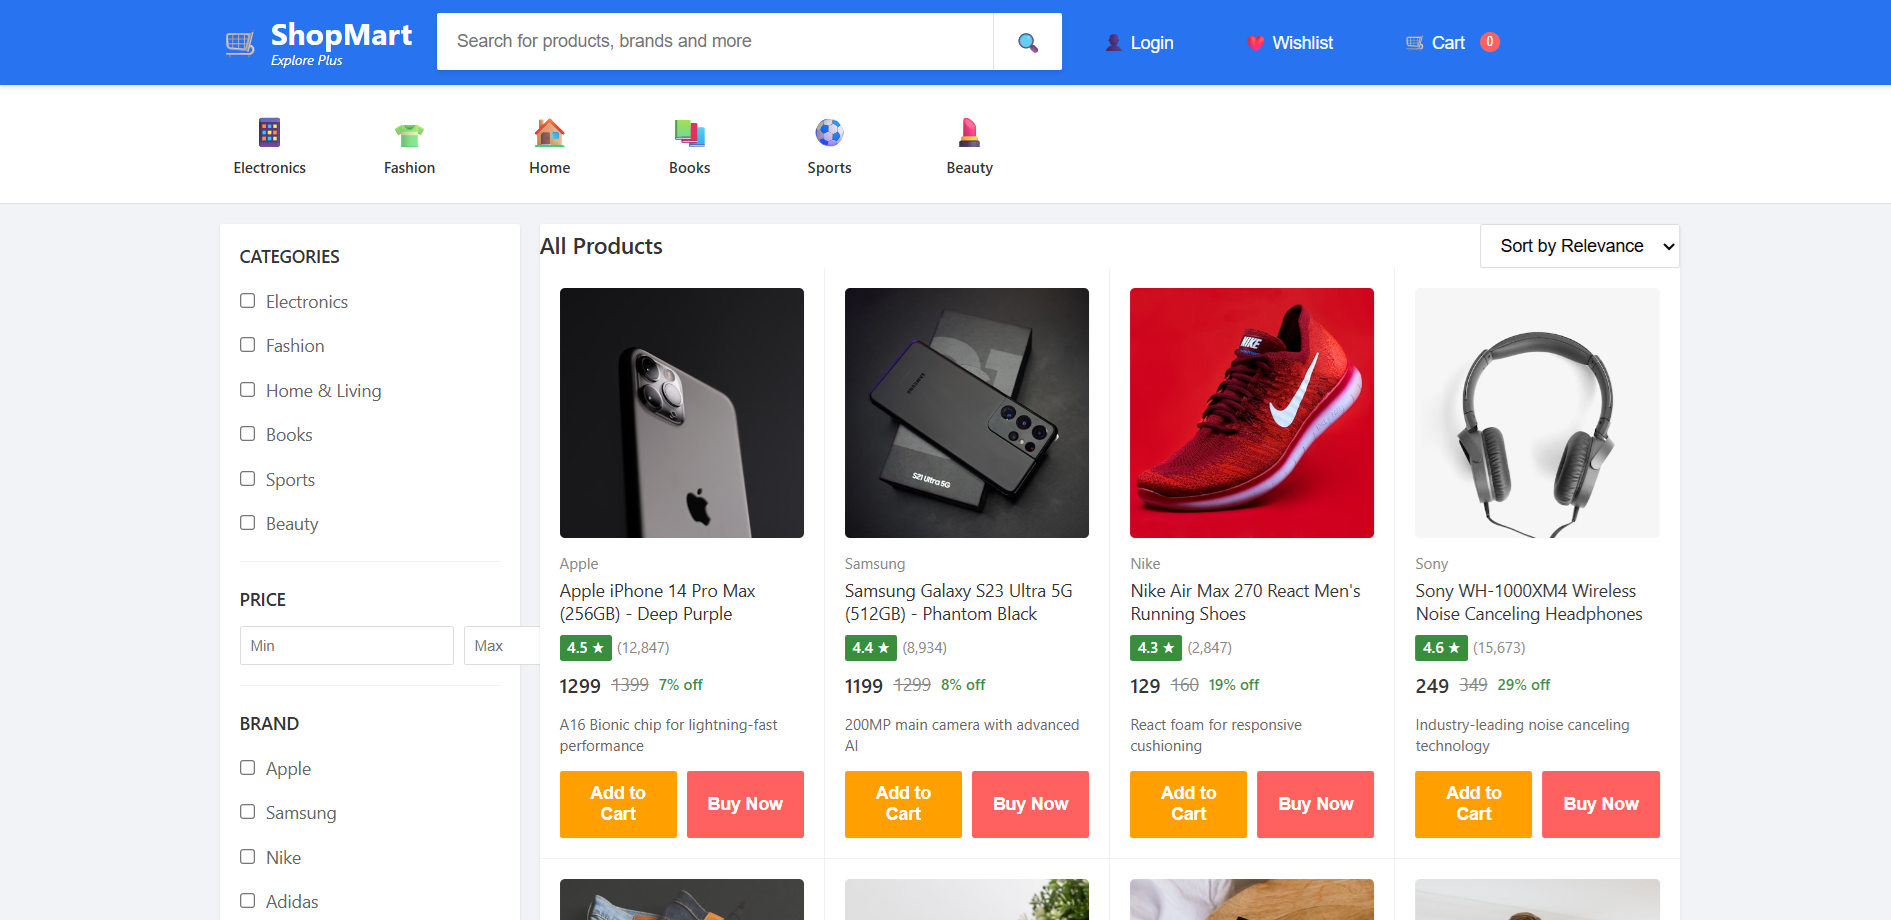 ShopMart
Explore Plus
Search for products, brands and more
Login
Wishlist
Cart 0
Electronics
Fashion
Home
Books
Sports
Beauty
CATEGORIES
Electronics
Fashion
Home & Living
Books
Sports
Beauty
PRICE
Min
Max
BRAND
Apple
Samsung
Nike
Adidas
All Products
Sort by Relevance
Apple
Apple iPhone 14 Pro Max
(256GB) - Deep Purple
4.5 ★ (12,847)
1299 1399 7% off
A16 Bionic chip for lightning-fast
performance
Add to
Cart
Buy Now
S21 Ultra 5G
Samsung
Samsung Galaxy S23 Ultra 5G
(512GB) - Phantom Black
4.4 ★ (8,934)
1199 1299 8% off
200MP main camera with advanced
AI
Add to
Cart
Buy Now
NIKE
Nike
Nike Air Max 270 React Men's
Running Shoes
4.3 ★ (2,847)
129 160 19% off
React foam for responsive
cushioning
Add to
Cart
Buy Now
Sony
Sony WH-1000XM4 Wireless
Noise Canceling Headphones
4.6 ★ (15,673)
249 349 29% off
Industry-leading noise canceling
technology
Add to
Cart
Buy Now